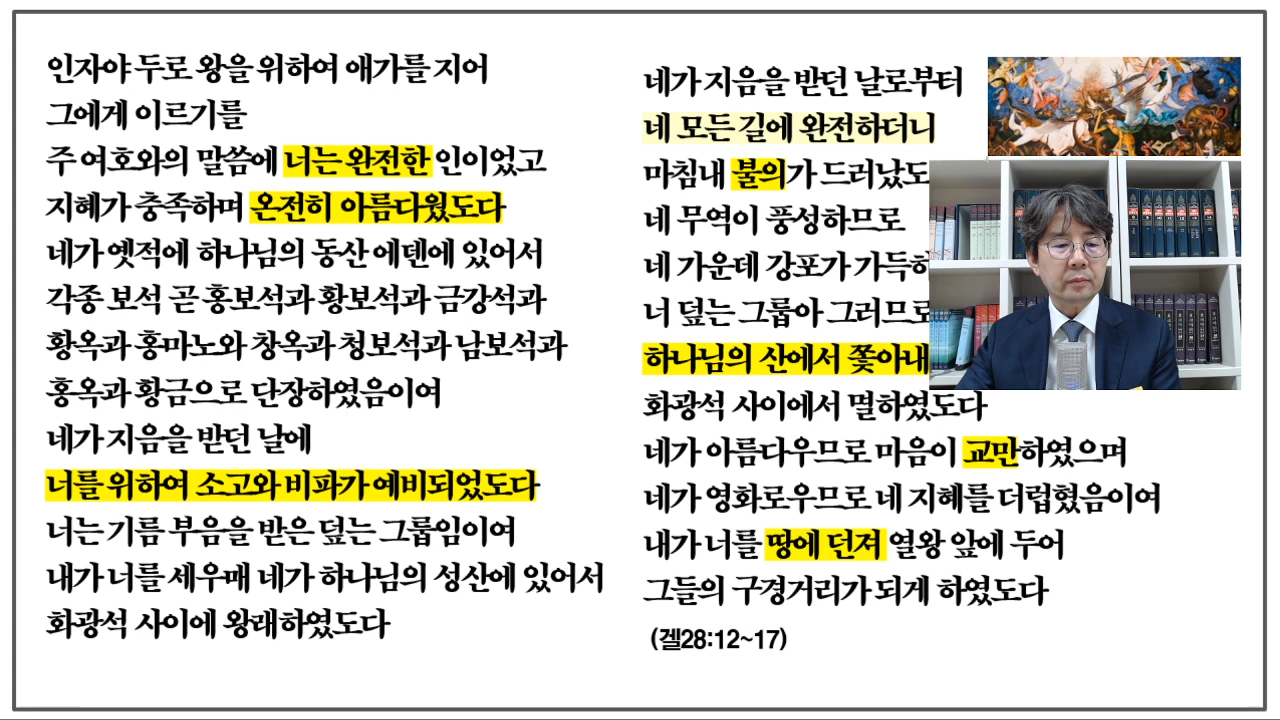 인자야 두로 왕을 위하여 애가를 지어
그에게 이르기를
주 여호와의 말씀에 너는 완전한 인이었고
지혜가 충족하며 온전히 아름다웠도다
네가 옛적에 하나님의 동산 에덴에 있어서
각종 보석 곧 홍보석과 황보석과 금강석과
황옥과 홍마노와 창옥과 청보석과 남보석과
홍옥과 황금으로 단장하였음이여
네가 지음을 받던 날에
너를 위하여 소고와 비파가 예비되었도다
너는 기름 부음을 받은 덮는 그룹임이여
내가 너를 세우매 네가 하나님의 성산에 있어서
화광석 사이에 왕래하였도다
네가 지음을 받던 날로부터
네 모든 길에 완전하더니
마침내 불의가 드러났도
네 무역이 풍성하므로
네 가운데 강포가 가득하
너 덮는 그룹아 그러므로
하나님의 산에서 쫓아내
화광석 사이에서 멸하였도다
네가 아름다우므로 마음이 교만하였으며
네가 영화로우므로 네 지혜를 더럽혔음이여
내가 너를 땅에 던져 열왕 앞에 두어
그들의 구경거리가 되게 하였도다
(겔28:12~17)